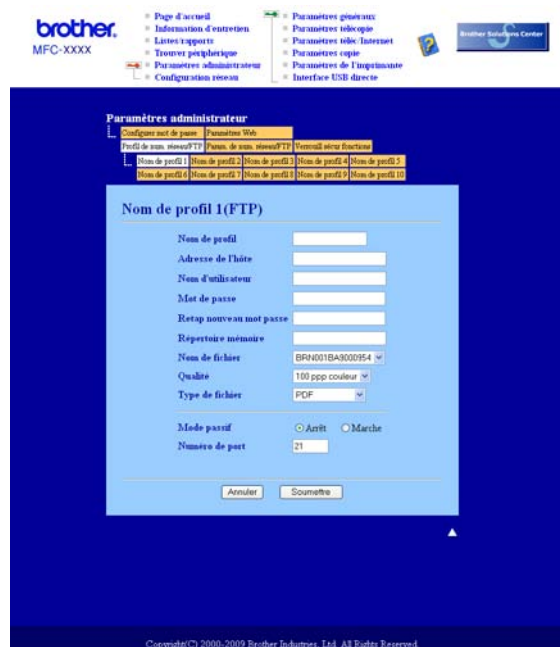 brother.
MFC-XXXX
Page d'accueil
Information d'entretien
Listes/rapports
Trouver périphérique
Paramètres administrateur
Configuration réseau
Paramètres généraux
Paramètres télécopie
Paramètres téléc/Internet
Paramètres copie
Paramètres de l'imprimante
Interface USB directe
Brother Solutions Center
Paramètres administrateur
Configurer mot de passe Paramètres Web
Profil de num. réseau/FTP Param. de num. réseau/FTP Verrouill sécur fonctions
Nom de profil 1 Nom de profil 2 Nom de profil 3 Nom de profil 4 Nom de profil 5
Nom de profil 6 Nom de profil 7 Nom de profil 8 Nom de profil 9 Nom de profil 10
Nom de profil 1(FTP)
Nom de profil
Adresse de l'hôte
Nom d'utilisateur
Mot de passe
Retap nouveau mot passe
Répertoire mémoire
Nom de fichier BRN001BA9000954
Qualité 100 ppp couleur
Type de fichier PDF
Mode passif Arrêt Marche
Numéro de port 21
Annuler Soumettre
Copyright(C) 2000-2009 Brother Industries, Ltd. All Rights Reserved.